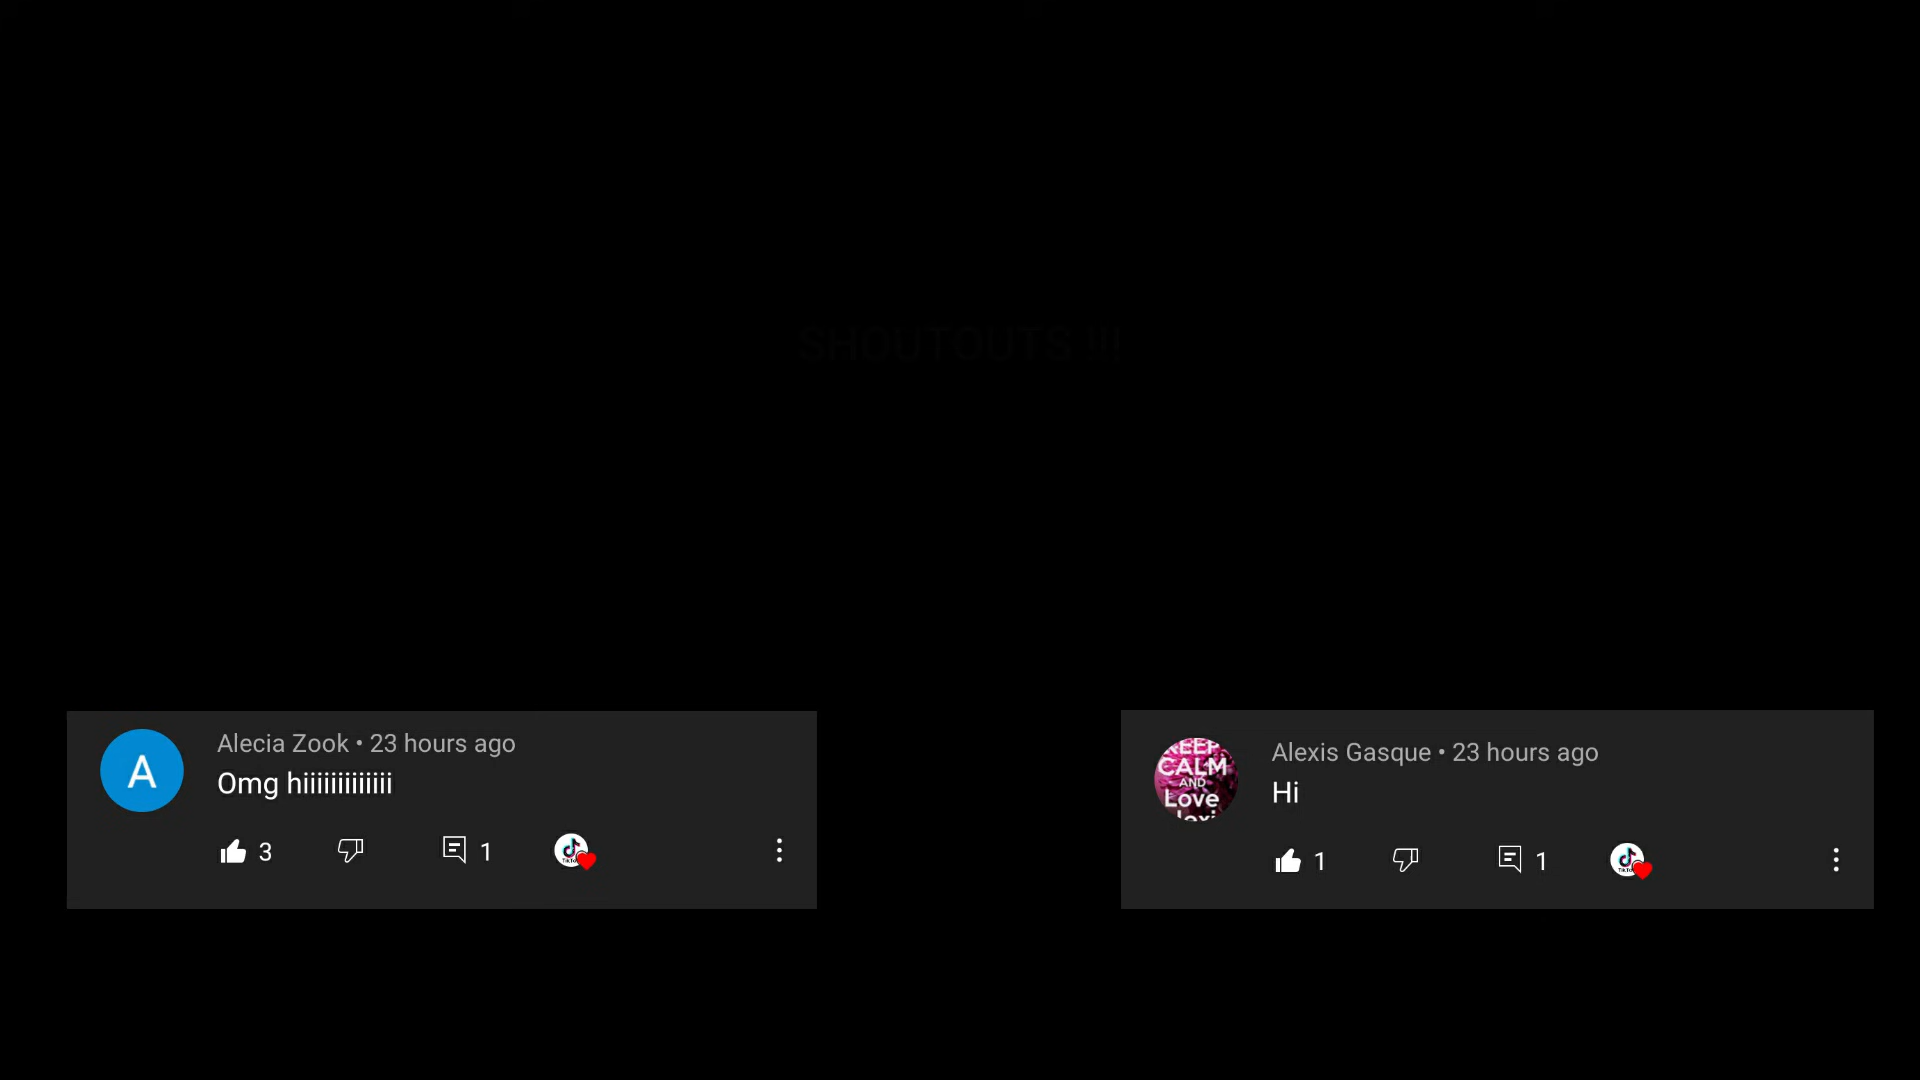 SHOUTOUTS !!!
A
Alecia Zook • 23 hours ago
Omg hiiiiiiiiiiiii
3
1
KEEP
CALM
AND
Love
Alexis Gasque • 23 hours ago
Hi
1
1